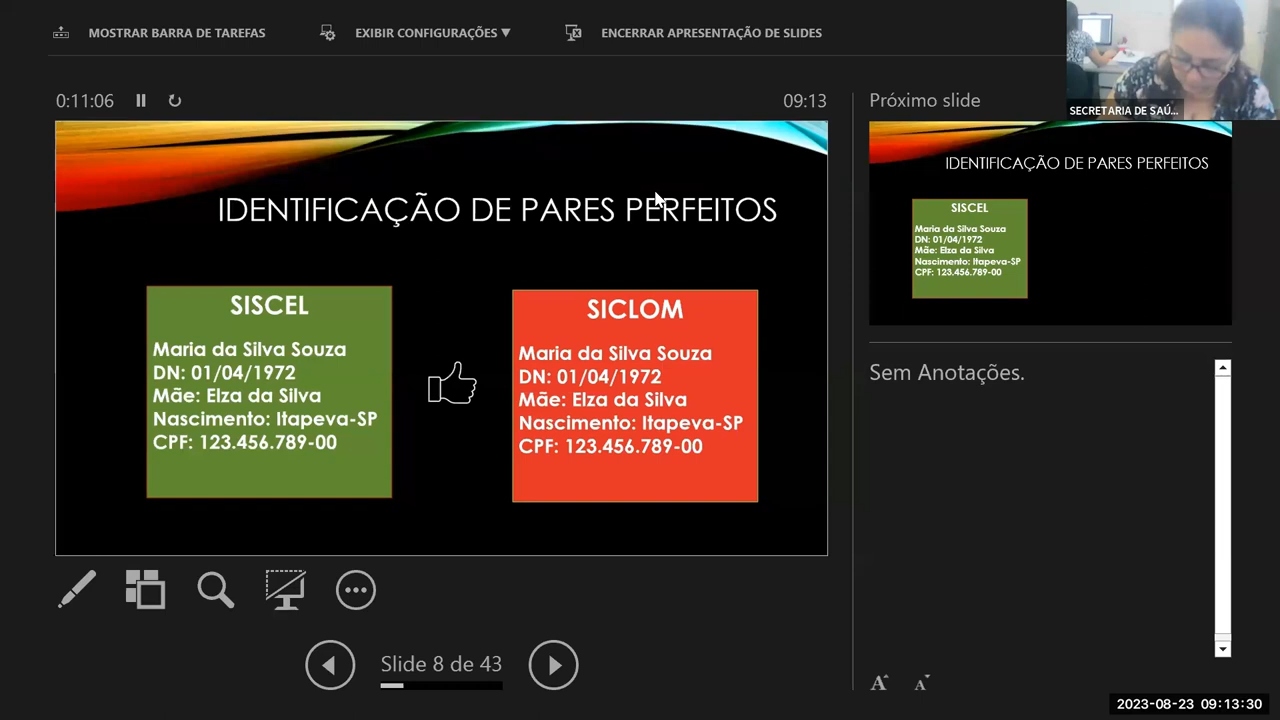 MOSTRAR BARRA DE TAREFAS
EXIBIR CONFIGURAÇÕES ▼
ENCERRAR APRESENTAÇÃO DE SLIDES
SECRETARIA DE SAÚ...
0:11:06
09:13
IDENTIFICAÇÃO DE PARES PERFEITOS
SISCEL
Maria da Silva Souza
DN: 01/04/1972
Mãe: Elza da Silva
Nascimento: Itapeva-SP
CPF: 123.456.789-00
SICLOM
Maria da Silva Souza
DN: 01/04/1972
Mãe: Elza da Silva
Nascimento: Itapeva-SP
CPF: 123.456.789-00
Slide 8 de 43
Próximo slide
IDENTIFICAÇÃO DE PARES PERFEITOS
SISCEL
Maria da Silva Souza
DN: 01/04/1972
Mãe: Elza da Silva
Nascimento: Itapeva-SP
CPF: 123.456.789-00
Sem Anotações.
A A
2023-08-23 09:13:30